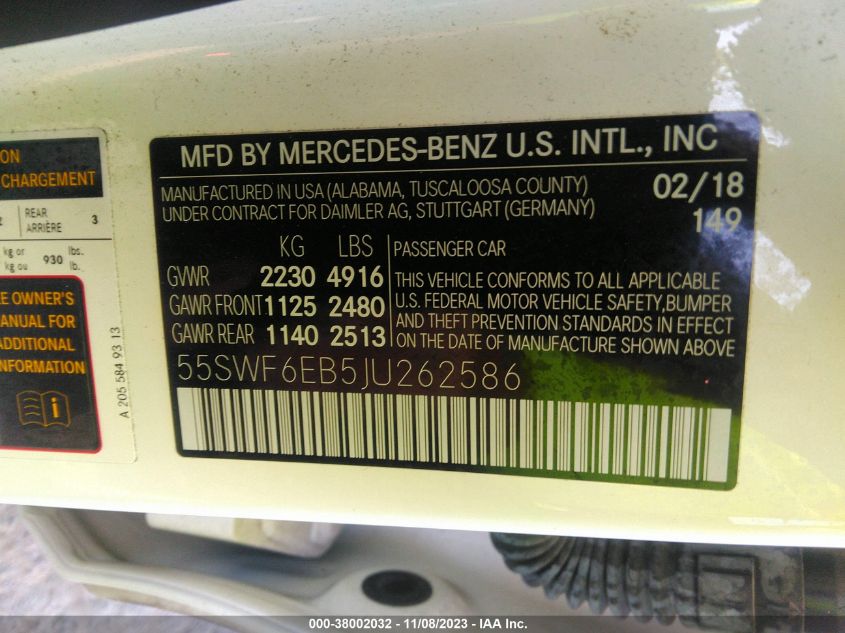 ON
CHARGEMENT
REAR
ARRIÈRE 3
kg or
kg ou 930 lbs.
lb.
OWNER'S
MANUAL FOR
ADDITIONAL
INFORMATION
i
A 205 584 93 13
MFD BY MERCEDES-BENZ U.S. INTL., INC
MANUFACTURED IN USA (ALABAMA, TUSCALOOSA COUNTY) 02/18
UNDER CONTRACT FOR DAIMLER AG, STUTTGART (GERMANY) 149
KG LBS
GVWR 2230 4916
GAWR FRONT 1125 2480
GAWR REAR 1140 2513
PASSENGER CAR
THIS VEHICLE CONFORMS TO ALL APPLICABLE
U.S. FEDERAL MOTOR VEHICLE SAFETY, BUMPER
AND THEFT PREVENTION STANDARDS IN EFFECT
ON THE DATE OF MANUFACTURE SHOWN ABOVE
55SWF6EB5JU262586
000-38002032 - 11/08/2023 - IAA Inc.